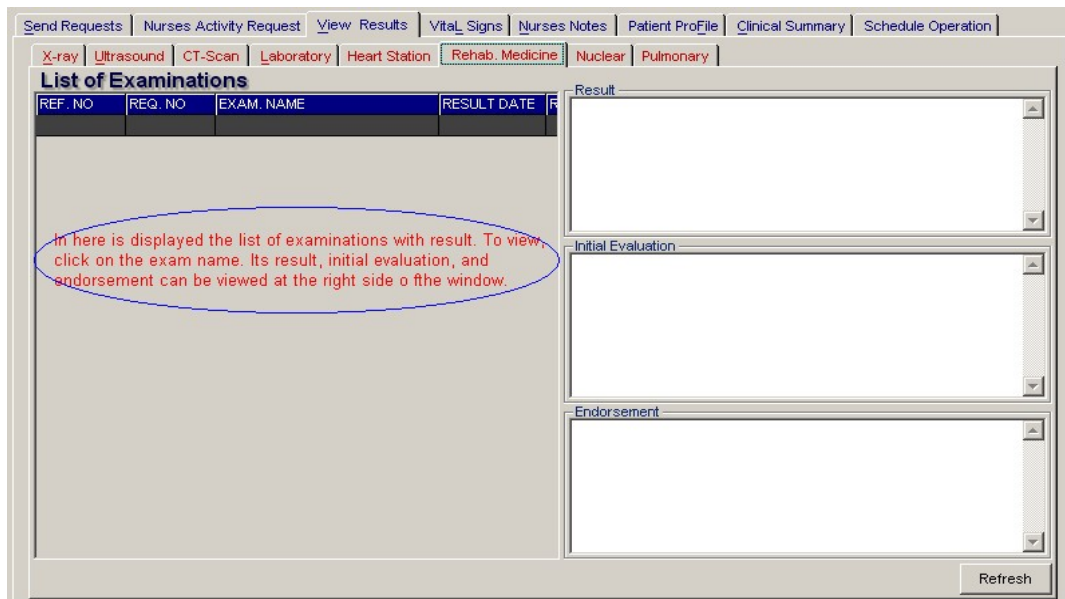 Send Requests Nurses Activity Request View Results VitaL Signs Nurses Notes Patient ProFile Clinical Summary Schedule Operation
X-ray Ultrasound CT-Scan Laboratory Heart Station Rehab. Medicine Nuclear Pulmonary
List of Examinations
REF. NO REQ. NO EXAM. NAME RESULT DATE
Result
In here is displayed the list of examinations with result. To view,
click on the exam name. Its result, initial evaluation, and
endorsement can be viewed at the right side o fthe window.
Initial Evaluation
Endorsement
Refresh